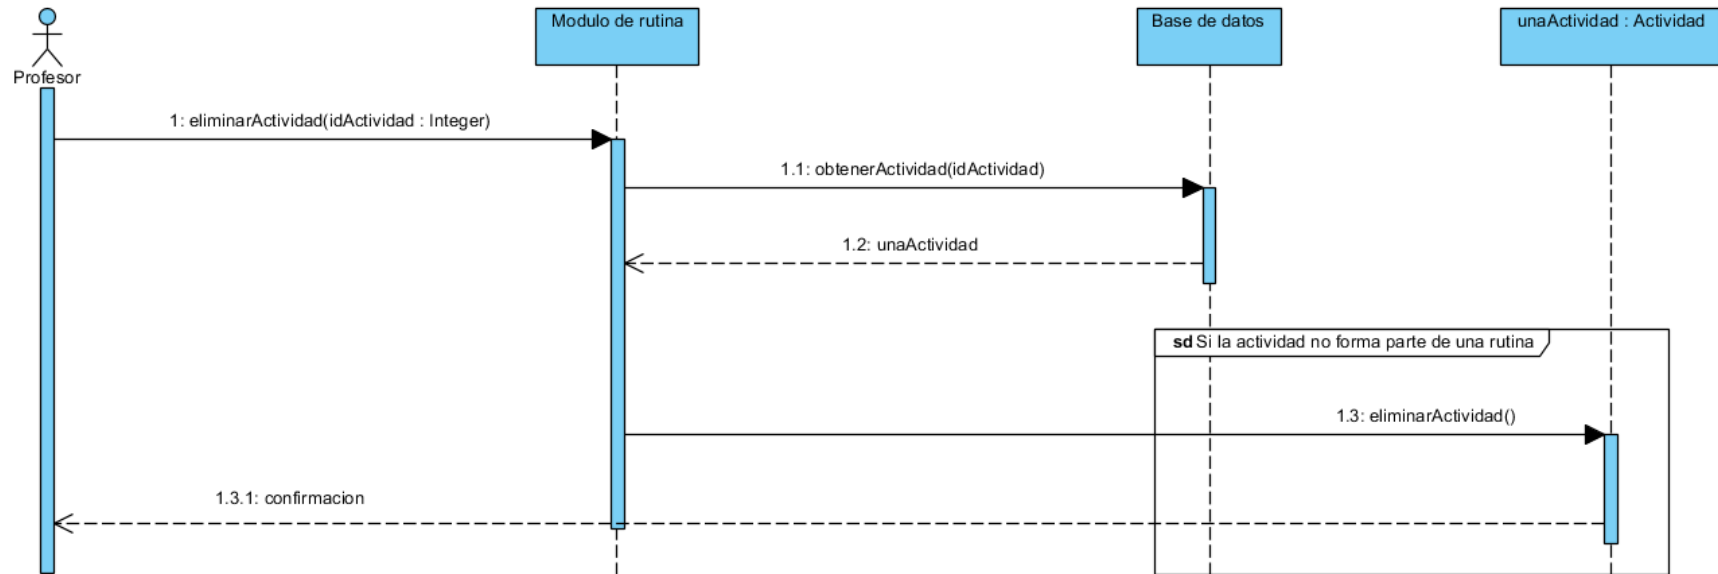 Modulo de rutina
Base de datos
unaActividad : Actividad
Profesor
1: eliminarActividad(idActividad : Integer)
1.1: obtenerActividad(idActividad)
1.2: unaActividad
sd Si la actividad no forma parte de una rutina
1.3: eliminarActividad()
1.3.1: confirmacion